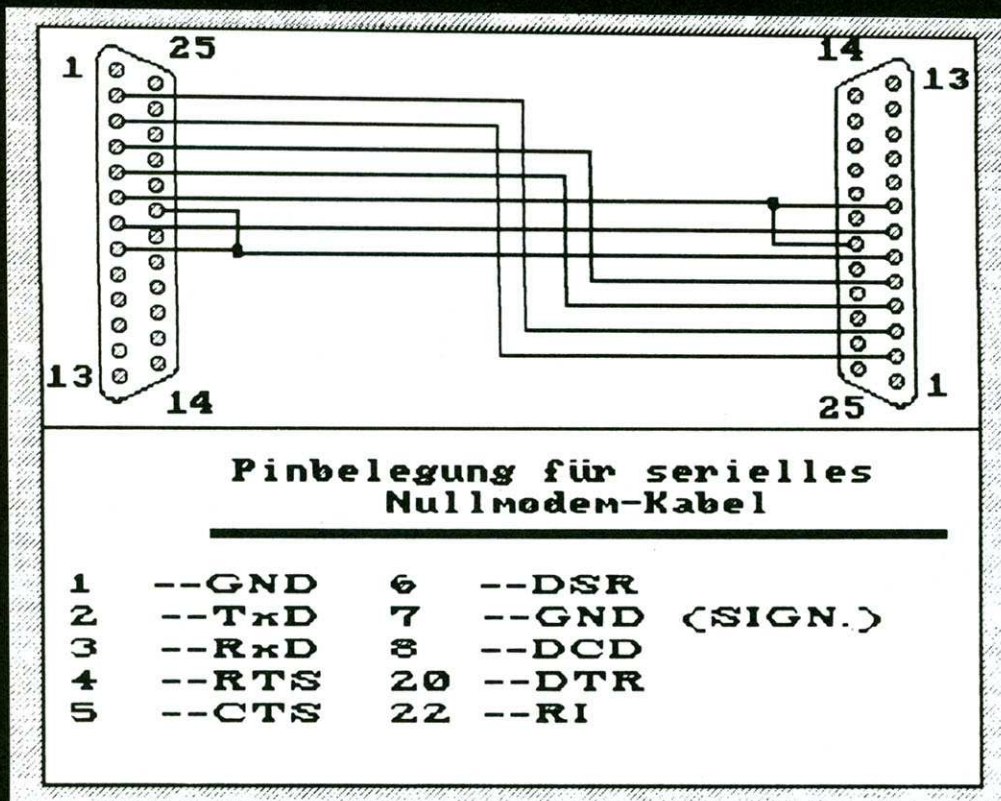 25
14
1
13
13
14
25
1
Pinbelegung für serielles
Nullmodem-Kabel
1 --GND 6 --DSR
2 --TxD 7 --GND (SIGN.)
3 --RxD 8 --DCD
4 --RTS 20 --DTR
5 --CTS 22 --RI